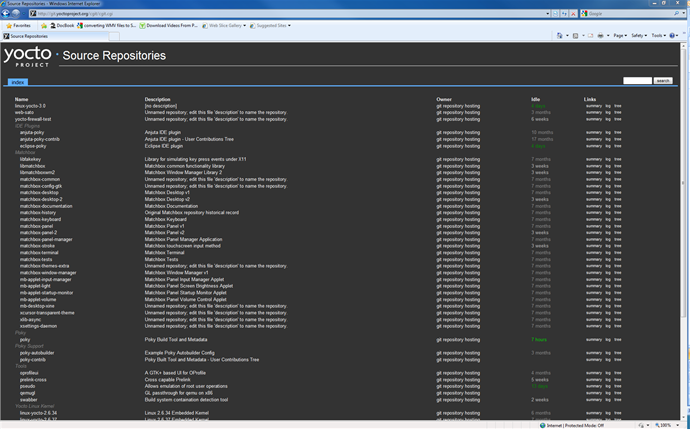 Source Repositories - Windows Internet Explorer
http://git.yoctoproject.org/cgit/cgit.cgi
Google
Favorites DocBook converting WMV files to S... Download Videos From P... Web Slice Gallery Suggested Sites
Source Repositories Page Safety Tools
yocto PROJECT Source Repositories
index search
Name Description Owner Idle Links
linux-yocto-3.0 [no description] git repository hosting summary log tree
web-sato Unnamed repository; edit this file 'description' to name the repository. git repository hosting months summary log tree
yocto-firewall-test Unnamed repository; edit this file 'description' to name the repository. git repository hosting 6 weeks summary log tree
IDE Plugins
anjuta-poky Anjuta IDE plugin git repository hosting 10 months summary log tree
anjuta-poky-contrib Anjuta IDE plugin - User Contributions Tree git repository hosting 17 months summary log tree
eclipse-poky Eclipse IDE plugin git repository hosting summary log tree
Matchbox
libfakekey Library for simulating key press events under X11 git repository hosting 7 months summary log tree
libmatchbox Matchbox common functionality library git repository hosting 3 weeks summary log tree
libmatchboxwm2 Matchbox Window Manager Library 2 git repository hosting 7 months summary log tree
matchbox-common Unnamed repository; edit this file 'description' to name the repository. git repository hosting 7 months summary log tree
matchbox-config-gtk Unnamed repository; edit this file 'description' to name the repository. git repository hosting 7 months summary log tree
matchbox-desktop Matchbox Desktop v1 git repository hosting 7 months summary log tree
matchbox-desktop-2 Matchbox Desktop v2 git repository hosting 3 weeks summary log tree
matchbox-documentation Matchbox Documentation git repository hosting 7 months summary log tree
matchbox-history Original Matchbox repository historical record git repository hosting 7 months summary log tree
matchbox-keyboard Matchbox Keyboard git repository hosting 7 months summary log tree
matchbox-panel Matchbox Panel v1 git repository hosting 7 months summary log tree
matchbox-panel-2 Matchbox Panel v2 git repository hosting 3 weeks summary log tree
matchbox-panel-manager Matchbox Panel Manager Application git repository hosting 7 months summary log tree
matchbox-stroke Matchbox touchscreen input method git repository hosting 3 weeks summary log tree
matchbox-terminal Matchbox Terminal git repository hosting 7 months summary log tree
matchbox-tests Matchbox Tests git repository hosting 7 months summary log tree
matchbox-themes-extra Unnamed repository; edit this file 'description' to name the repository. git repository hosting 7 months summary log tree
matchbox-window-manager Matchbox Window Manager v1 git repository hosting 7 months summary log tree
mb-applet-input-manager Matchbox Panel Input Manager Applet git repository hosting 7 months summary log tree
mb-applet-light Matchbox Panel Screen Brightness Applet git repository hosting 7 months summary log tree
mb-applet-startup-monitor Matchbox Panel Startup Monitor Applet git repository hosting 7 months summary log tree
mb-applet-volume Matchbox Panel Volume Control Applet git repository hosting 7 months summary log tree
mb-desktop-xine Unnamed repository; edit this file 'description' to name the repository. git repository hosting 7 months summary log tree
xcursor-transparent-theme Unnamed repository; edit this file 'description' to name the repository. git repository hosting 7 months summary log tree
xlib-async Unnamed repository; edit this file 'description' to name the repository. git repository hosting 7 months summary log tree
xsettings-daemon Unnamed repository; edit this file 'description' to name the repository. git repository hosting 7 months summary log tree
Poky
poky Poky Build Tool and Metadata git repository hosting 7 hours summary log tree
Poky Support
poky-autobuilder Example Poky Autobuilder Config git repository hosting 3 months summary log tree
poky-contrib Poky Built Tool and Metadata - User Contributions Tree git repository hosting summary log tree
Tools
oprofileui A GTK+ based UI for OProfile git repository hosting summary log tree
prelink-cross Cross capable Prelink git repository hosting 5 weeks summary log tree
pseudo Allows emulation of root user operations git repository hosting summary log tree
qemugl GL passthrough for qemu on x86 git repository hosting summary log tree
swabber Build system containation detection tool git repository hosting 2 weeks summary log tree
Yocto Linux Kernel
linux-yocto-2.6.34 Linux 2.6.34 Embedded Kernel git repository hosting summary log tree
Internet | Protected Mode: Off 100%